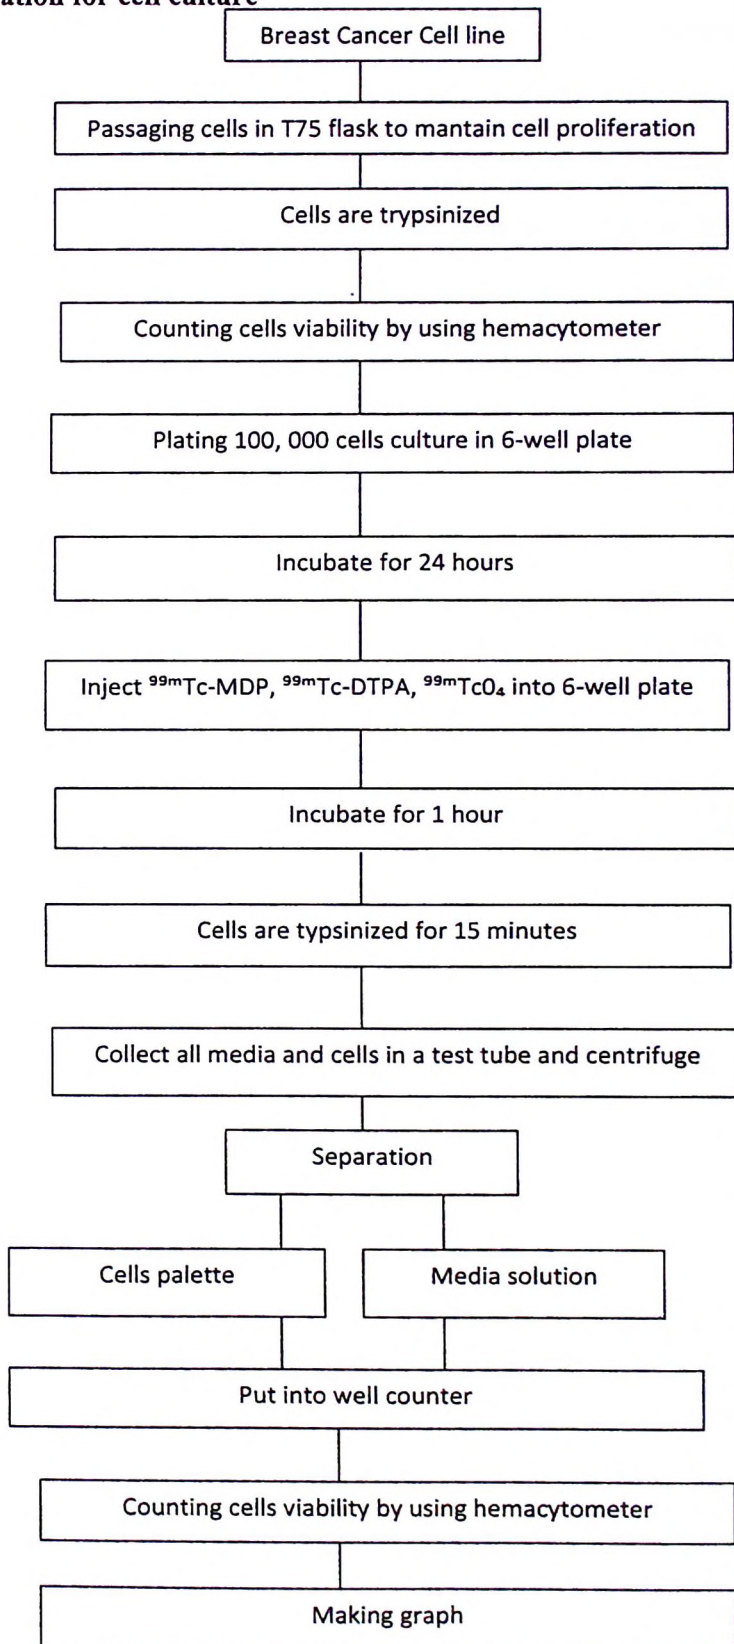 ation for cell culture
Breast Cancer Cell line
Passaging cells in T75 flask to mantain cell proliferation
Cells are trypsinized
Counting cells viability by using hemacytometer
Plating 100, 000 cells culture in 6-well plate
Incubate for 24 hours
Inject ⁹⁹ᵐTc-MDP, ⁹⁹ᵐTc-DTPA, ⁹⁹ᵐTc0₄ into 6-well plate
Incubate for 1 hour
Cells are typsinized for 15 minutes
Collect all media and cells in a test tube and centrifuge
Separation
Cells palette
Media solution
Put into well counter
Counting cells viability by using hemacytometer
Making graph